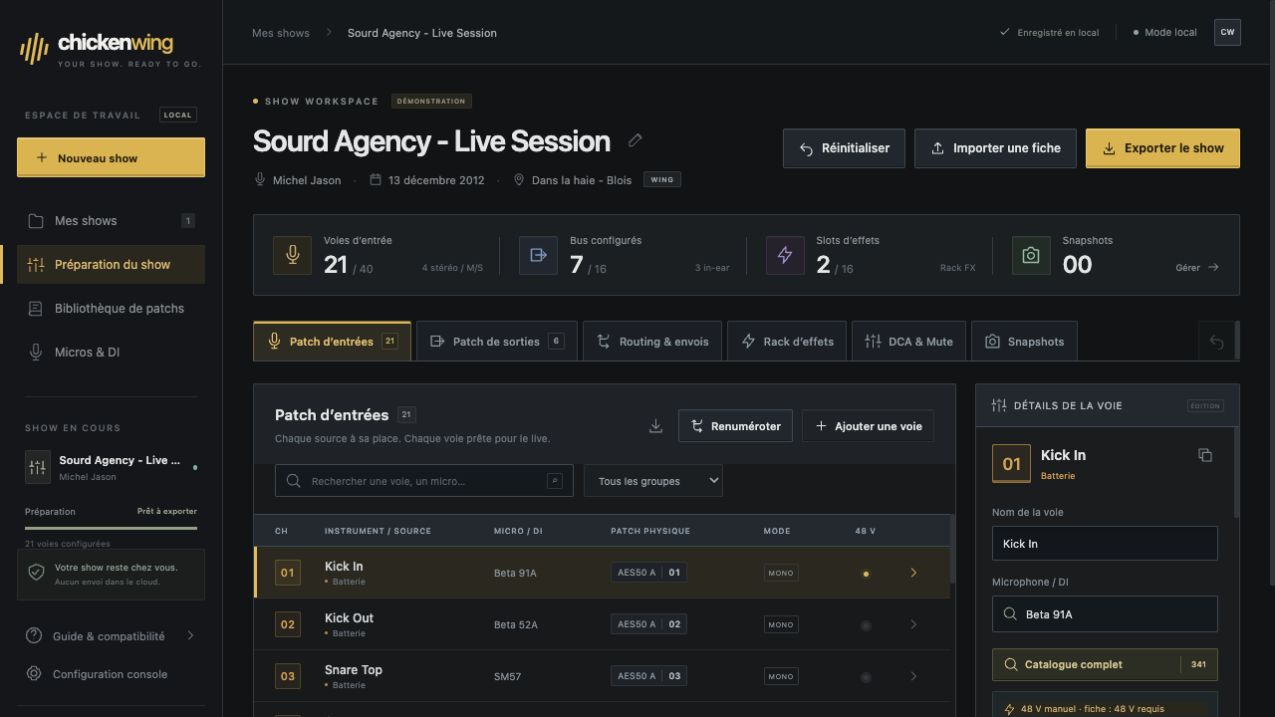 chickenwing
YOUR SHOW. READY TO GO.
ESPACE DE TRAVAIL LOCAL
+ Nouveau show
Mes shows 1
Préparation du show
Bibliothèque de patchs
Micros & DI
SHOW EN COURS
Sourd Agency - Live ...
Michel Jason
Préparation Prêt à exporter
21 voies configurées
Votre show reste chez vous.
Aucun envoi dans le cloud.
Guide & compatibilité
Configuration console
Mes shows > Sourd Agency - Live Session
Enregistré en local
Mode local
CW
SHOW WORKSPACE DÉMONSTRATION
Sourd Agency - Live Session
Michel Jason · 13 décembre 2012 · Dans la haie - Blois WING
Réinitialiser
Importer une fiche
Exporter le show
Voies d'entrée
21 / 40 4 stéréo / M/S
Bus configurés
7 / 16 3 in-ear
Slots d'effets
2 / 16 Rack FX
Snapshots
00 Gérer →
Patch d'entrées 21
Patch de sorties 6
Routing & envois
Rack d'effets
DCA & Mute
Snapshots
Patch d'entrées 21
Chaque source à sa place. Chaque voie prête pour le live.
Renuméroter
+ Ajouter une voie
Rechercher une voie, un micro...
Tous les groupes
CH INSTRUMENT / SOURCE MICRO / DI PATCH PHYSIQUE MODE 48 V
01 Kick In Beta 91A AES50 A 01 MONO
Batterie
02 Kick Out Beta 52A AES50 A 02 MONO
Batterie
03 Snare Top SM57 AES50 A 03 MONO
Batterie
DÉTAILS DE LA VOIE ÉDITION
01 Kick In
Batterie
Nom de la voie
Kick In
Microphone / DI
Beta 91A
Catalogue complet 341
48 V manuel · fiche : 48 V requis